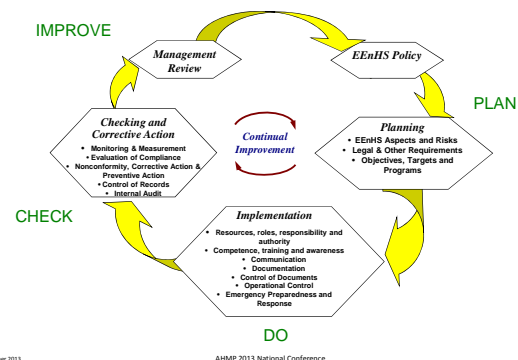 IMPROVE
Management
Review
EEnHS Policy
PLAN
Planning
• EEnHS Aspects and Risks
• Legal & Other Requirements
• Objectives, Targets and
Programs
Checking and
Corrective Action
• Monitoring & Measurement
• Evaluation of Compliance
• Nonconformity, Corrective Action &
Preventive Action
• Control of Records
• Internal Audit
Continual
Improvement
CHECK
Implementation
• Resources, roles, responsibility and
authority
• Competence, training and awareness
• Communication
• Documentation
• Control of Documents
• Operational Control
• Emergency Preparedness and
Response
DO
2013
AHMP 2013 National Conference